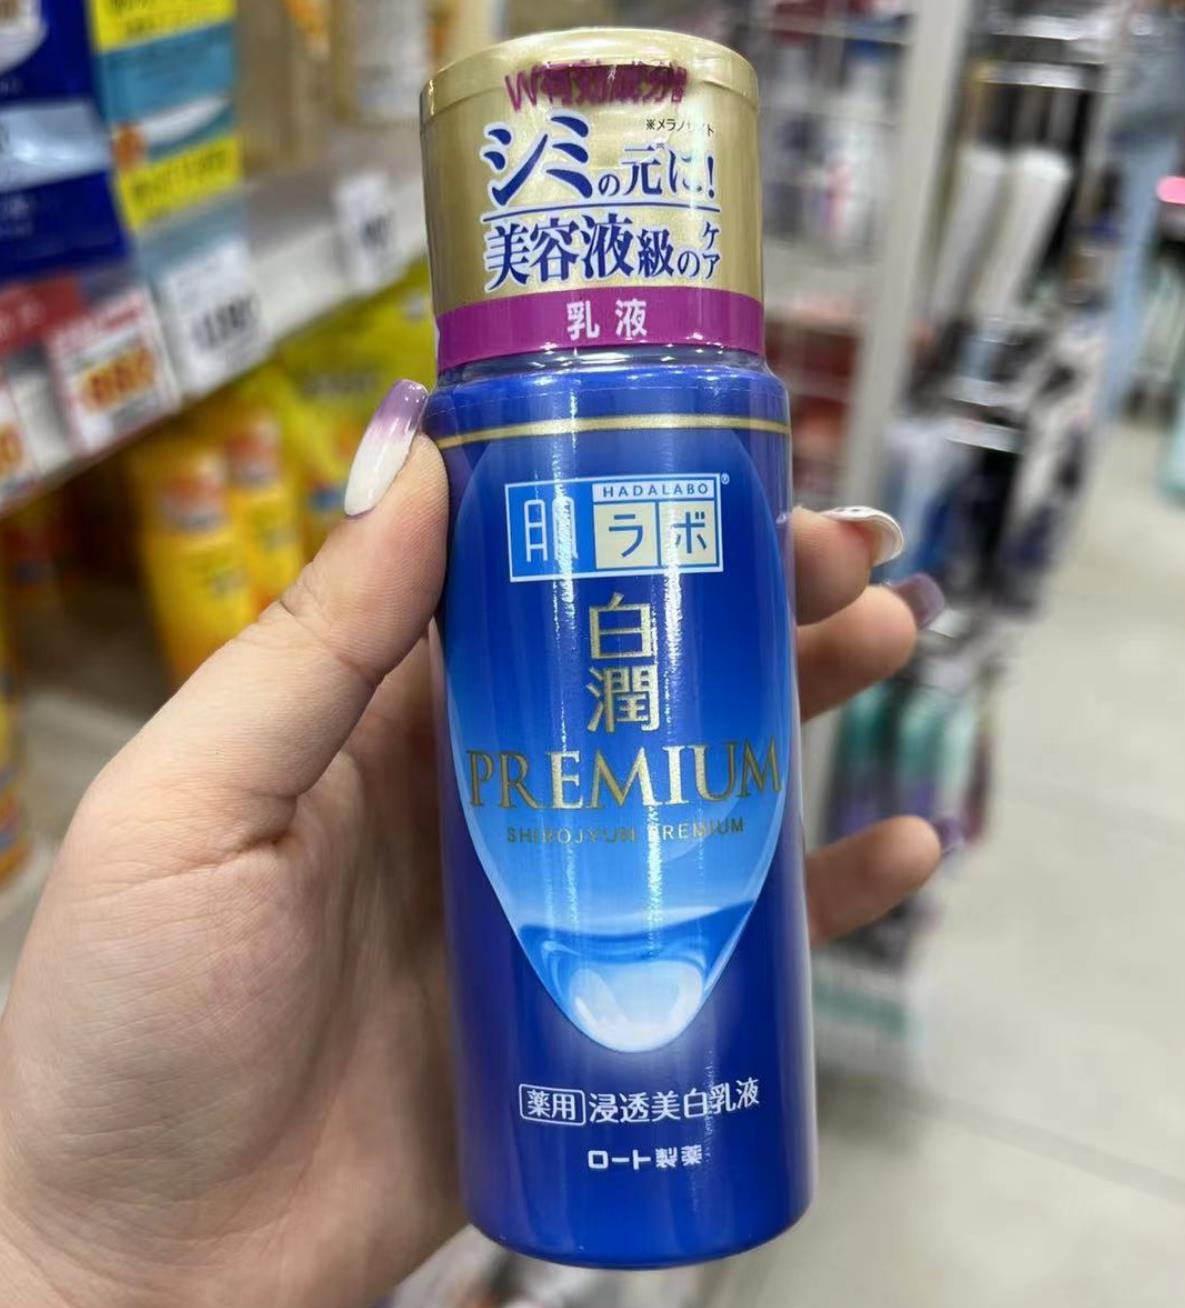 W有効成分
※メラノサイト
シミの元に!
美容液級のケア
乳液
HADALABO
肌ラボ®
白潤
PREMIUM
SHIROJYUN PREMIUM
薬用 浸透美白乳液
ロート製薬